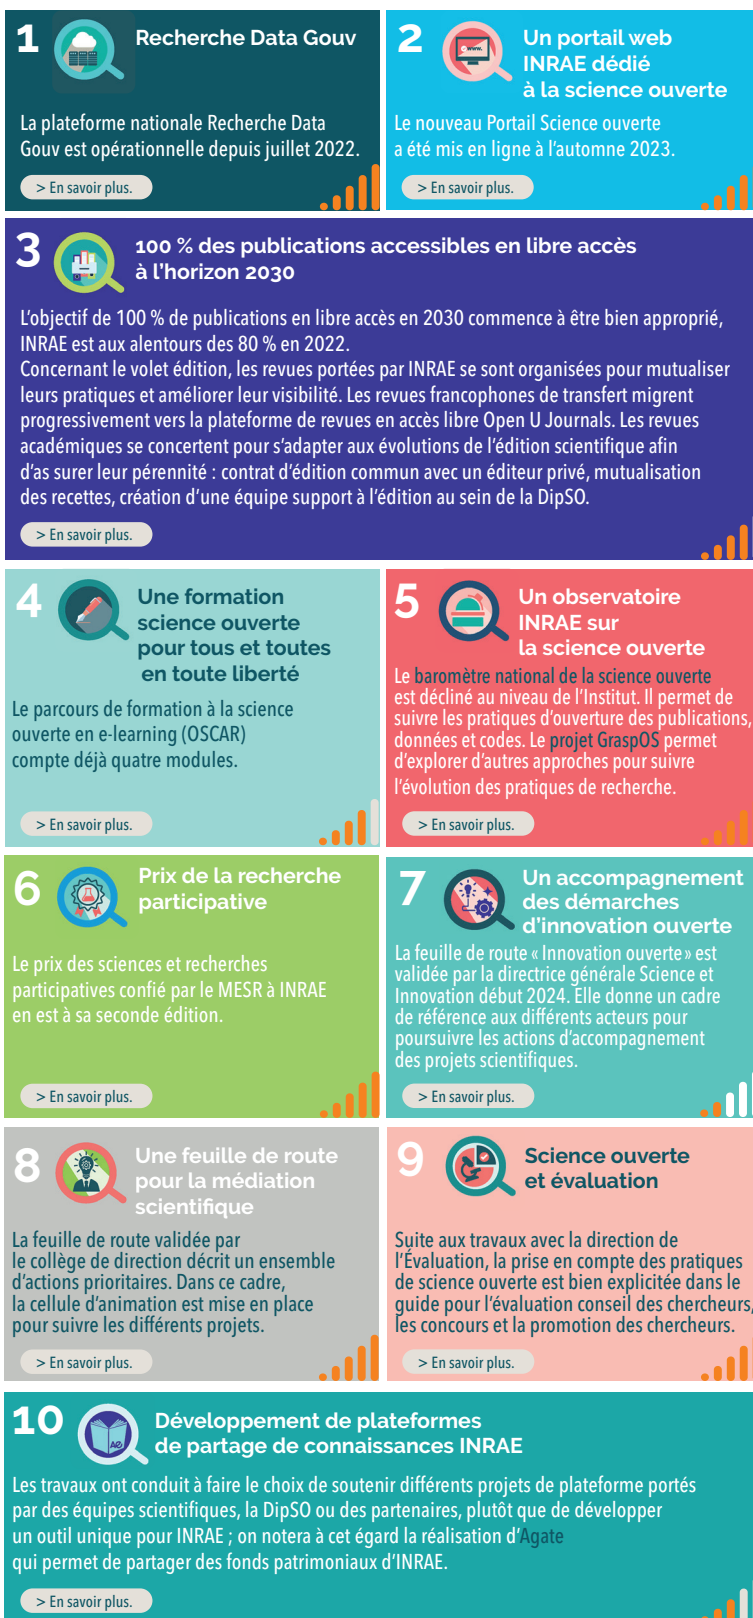 1
Recherche Data Gouv
La plateforme nationale Recherche Data
Gouv est opérationnelle depuis juillet 2022.
> En savoir plus.
2
www.
Un portail web
INRAE dédié
à la science ouverte
Le nouveau Portail Science ouverte
a été mis en ligne à l'automne 2023.
> En savoir plus.
3
100 % des publications accessibles en libre accès
à l'horizon 2030
L'objectif de 100 % de publications en libre accès en 2030 commence à être bien approprié,
INRAE est aux alentours des 80 % en 2022.
Concernant le volet édition, les revues portées par INRAE se sont organisées pour mutualiser
leurs pratiques et améliorer leur visibilité. Les revues francophones de transfert migrent
progressivement vers la plateforme de revues en accès libre Open U Journals. Les revues
académiques se concertent pour s'adapter aux évolutions de l'édition scientifique afin
d'as surer leur pérennité : contrat d'édition commun avec un éditeur privé, mutualisation
des recettes, création d'une équipe support à l'édition au sein de la DipSO.
> En savoir plus.
4
Une formation
science ouverte
pour tous et toutes
en toute liberté
Le parcours de formation à la science
ouverte en e-learning (OSCAR)
compte déjà quatre modules.
> En savoir plus.
5
Un observatoire
INRAE sur
la science ouverte
Le baromètre national de la science ouverte
est décliné au niveau de l'Institut. Il permet de
suivre les pratiques d'ouverture des publications,
données et codes. Le projet GraspOS permet
d'explorer d'autres approches pour suivre
l'évolution des pratiques de recherche.
> En savoir plus.
6
Prix de la recherche
participative
Le prix des sciences et recherches
participatives confié par le MESR à INRAE
en est à sa seconde édition.
> En savoir plus.
7
Un accompagnement
des démarches
d'innovation ouverte
La feuille de route « Innovation ouverte » est
validée par la directrice générale Science et
Innovation début 2024. Elle donne un cadre
de référence aux différents acteurs pour
poursuivre les actions d'accompagnement
des projets scientifiques.
> En savoir plus.
8
Une feuille de route
pour la médiation
scientifique
La feuille de route validée par
le collège de direction décrit un ensemble
d'actions prioritaires. Dans ce cadre,
la cellule d'animation est mise en place
pour suivre les différents projets.
> En savoir plus.
9
Science ouverte
et évaluation
Suite aux travaux avec la direction de
l'Évaluation, la prise en compte des pratiques
de science ouverte est bien explicitée dans le
guide pour l'évaluation conseil des chercheurs,
les concours et la promotion des chercheurs.
> En savoir plus.
10
Développement de plateformes
de partage de connaissances INRAE
Les travaux ont conduit à faire le choix de soutenir différents projets de plateforme portés
par des équipes scientifiques, la DipSO ou des partenaires, plutôt que de développer
un outil unique pour INRAE ; on notera à cet égard la réalisation d'Agate
qui permet de partager des fonds patrimoniaux d'INRAE.
> En savoir plus.